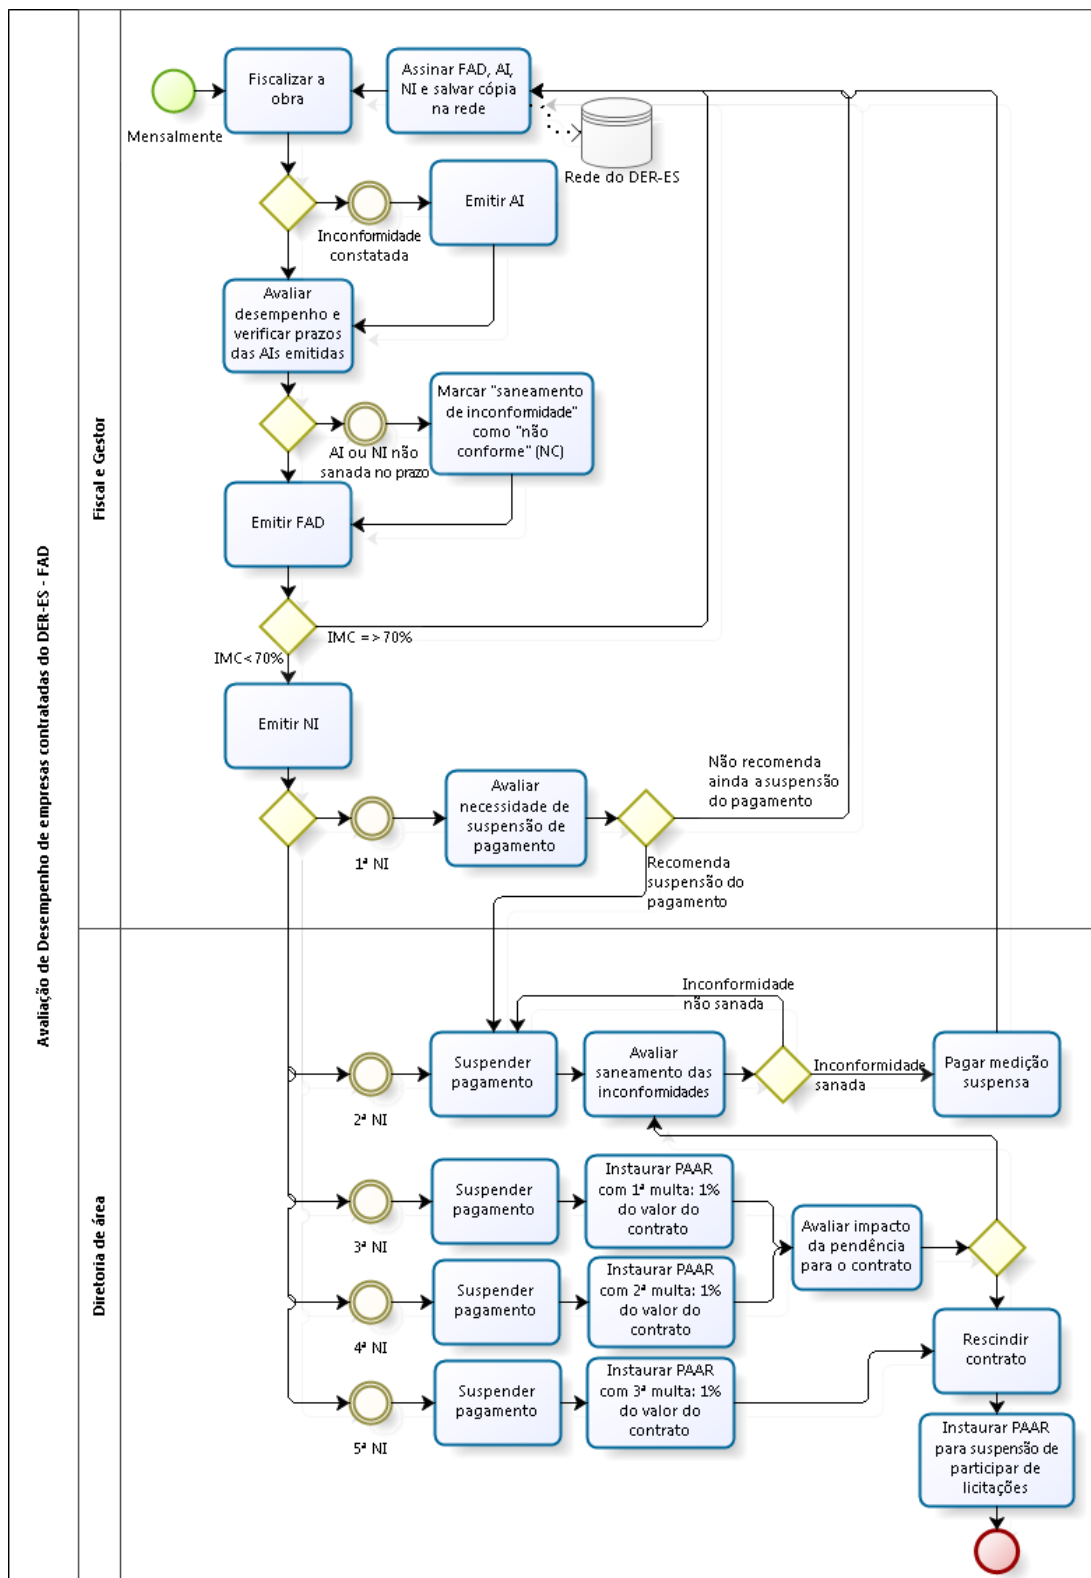 Avaliação de Desempenho de empresas contratadas do DER-ES - FAD
Fiscal e Gestor
Mensalmente
Fiscalizar a
obra
Assinar FAD, AI,
NI e salvar cópia
na rede
Rede do DER-ES
Inconformidade
constatada
Emitir AI
Avaliar
desempenho e
verificar prazos
das AIs emitidas
AI ou NI não
sanada no prazo
Marcar "saneamento
de inconformidade"
como "não
conforme" (NC)
Emitir FAD
IMC =>70%
IMC<70%
Emitir NI
1ª NI
Avaliar
necessidade de
suspensão de
pagamento
Não recomenda
ainda a suspensão
do pagamento
Recomenda
suspensão do
pagamento
Diretoria de área
2ª NI
Suspender
pagamento
Avaliar
saneamento das
inconformidades
Inconformidade
não sanada
Inconformidade
sanada
Pagar medição
suspensa
3ª NI
Suspender
pagamento
Instaurar PAAR
com 1ª multa: 1%
do valor do
contrato
Avaliar impacto
da pendência
para o contrato
4ª NI
Suspender
pagamento
Instaurar PAAR
com 2ª multa: 1%
do valor do
contrato
5ª NI
Suspender
pagamento
Instaurar PAAR
com 3ª multa: 1%
do valor do
contrato
Rescindir
contrato
Instaurar PAAR
para suspensão de
participar de
licitações